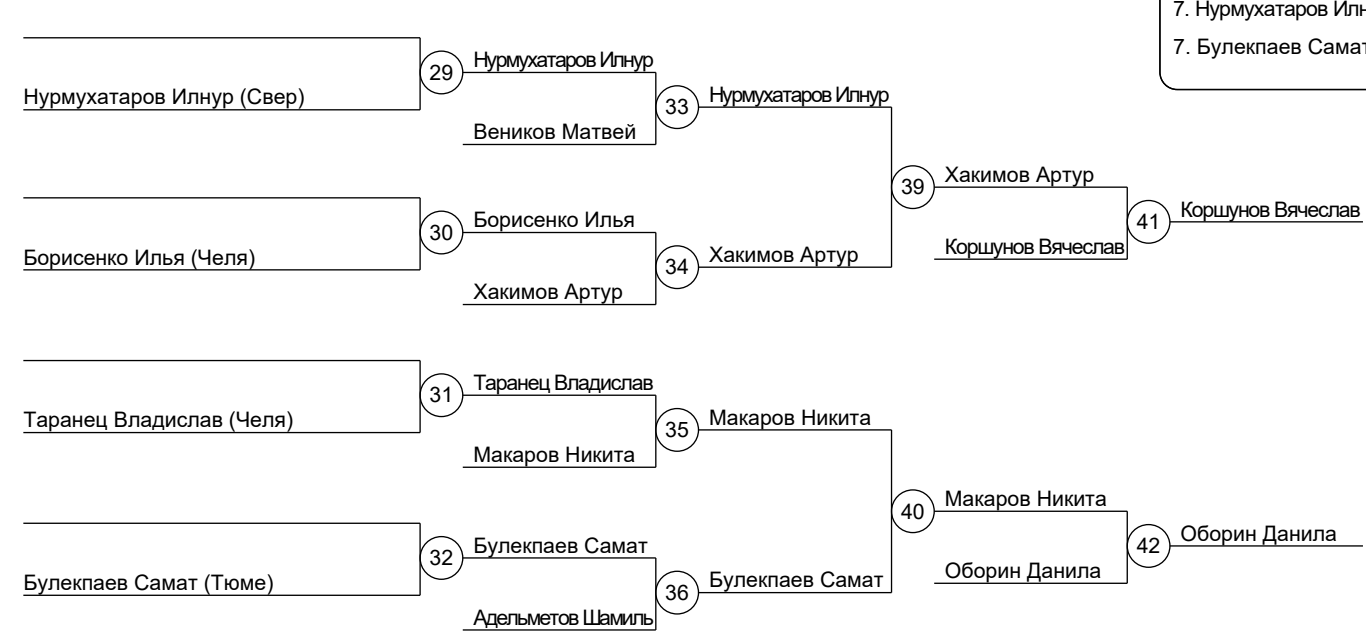 7. Нурмухатаров Илн
7. Булекпаев Самат
29 Нурмухатаров Илнур
Нурмухатаров Илнур (Свер)
33 Нурмухатаров Илнур
Веников Матвей
39 Хакимов Артур
30 Борисенко Илья
41 Коршунов Вячеслав
Борисенко Илья (Челя)
34 Хакимов Артур
Коршунов Вячеслав
Хакимов Артур
31 Таранец Владислав
Таранец Владислав (Челя)
35 Макаров Никита
Макаров Никита
40 Макаров Никита
32 Булекпаев Самат
42 Оборин Данила
Булекпаев Самат (Тюме)
36 Булекпаев Самат
Оборин Данила
Адельметов Шамиль